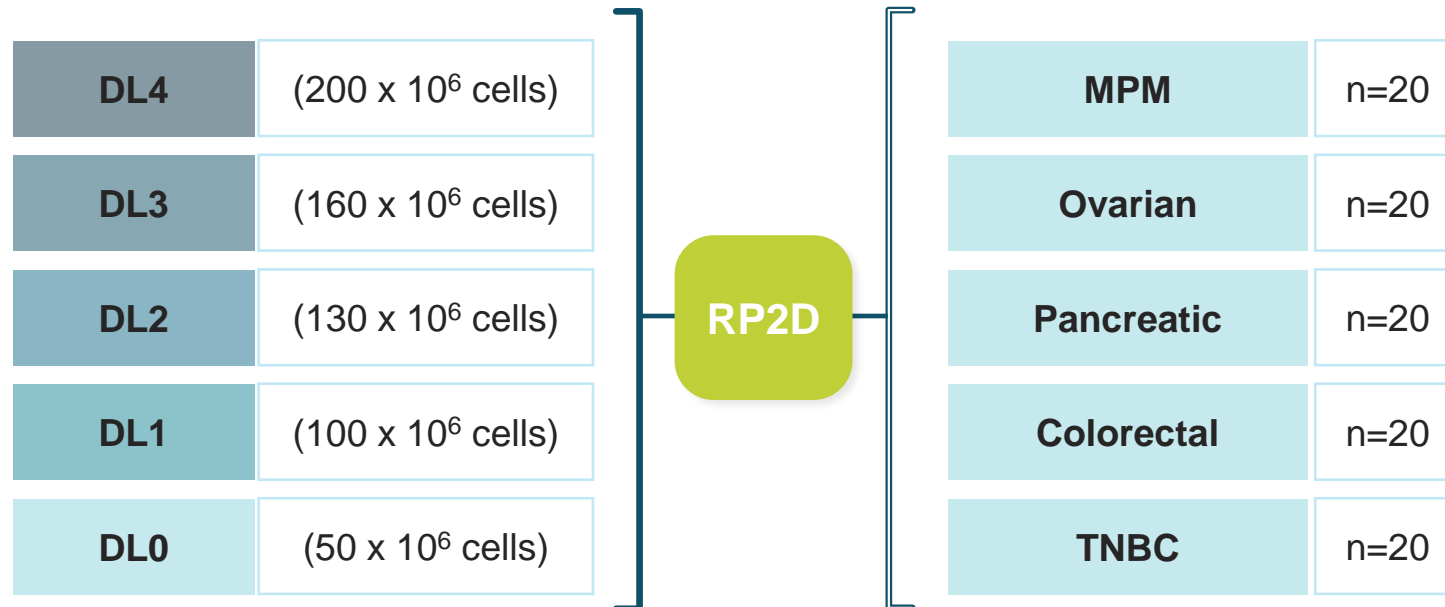 DL4 (200 x 10⁶ cells)
DL3 (160 x 10⁶ cells)
DL2 (130 x 10⁶ cells)
DL1 (100 x 10⁶ cells)
DL0 (50 x 10⁶ cells)
RP2D
MPM n=20
Ovarian n=20
Pancreatic n=20
Colorectal n=20
TNBC n=20